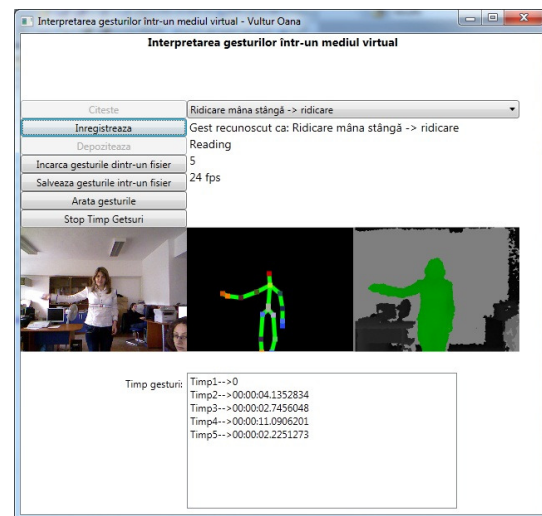 Interpretarea gesturilor într-un mediul virtual - Vultur Oana
Interpretarea gesturilor într-un mediul virtual
Citeste
Ridicare mâna stângă -> ridicare
Inregistreaza
Gest recunoscut ca: Ridicare mâna stângă -> ridicare
Depoziteaza
Reading
Incarca gesturile dintr-un fisier
5
Salveaza gesturile intr-un fisier
24 fps
Arata gesturile
Stop Timp Getsuri
Timp gesturi:
Timp1-->0
Timp2-->00:00:04.1352834
Timp3-->00:00:02.7456048
Timp4-->00:00:11.0906201
Timp5-->00:00:02.2251273